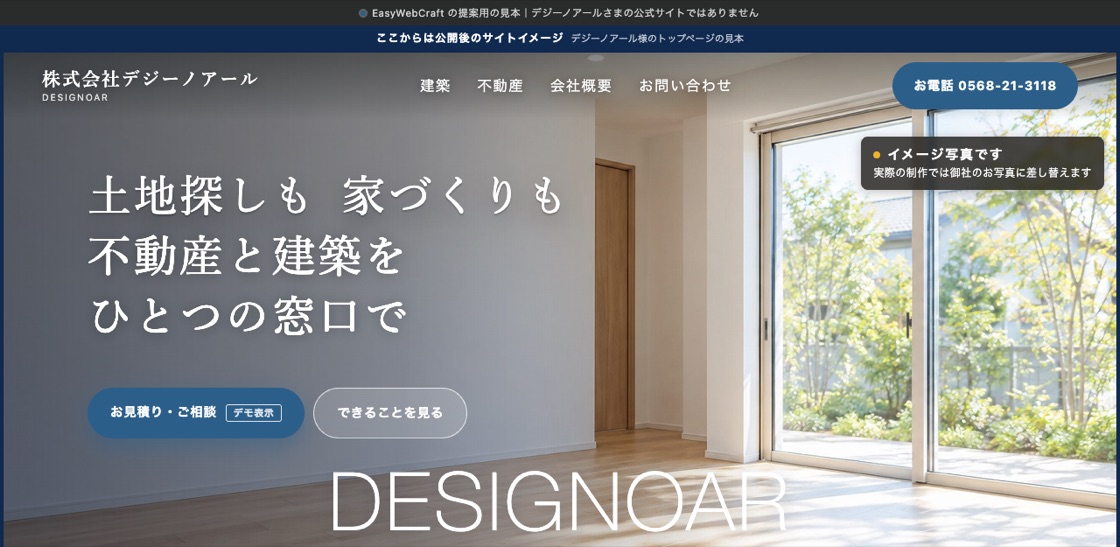 EasyWebCraft の提案用の見本｜デジーノアールさまの公式サイトではありません
ここからは公開後のサイトイメージ デジーノアール様のトップページの見本
株式会社デジーノアール
DESIGNOAR
建築 不動産 会社概要 お問い合わせ
お電話 0568-21-3118
イメージ写真です
実際の制作では御社のお写真に差し替えます
土地探しも 家づくりも
不動産と建築を
ひとつの窓口で
お見積り・ご相談 デモ表示
できることを見る
DESIGNOAR